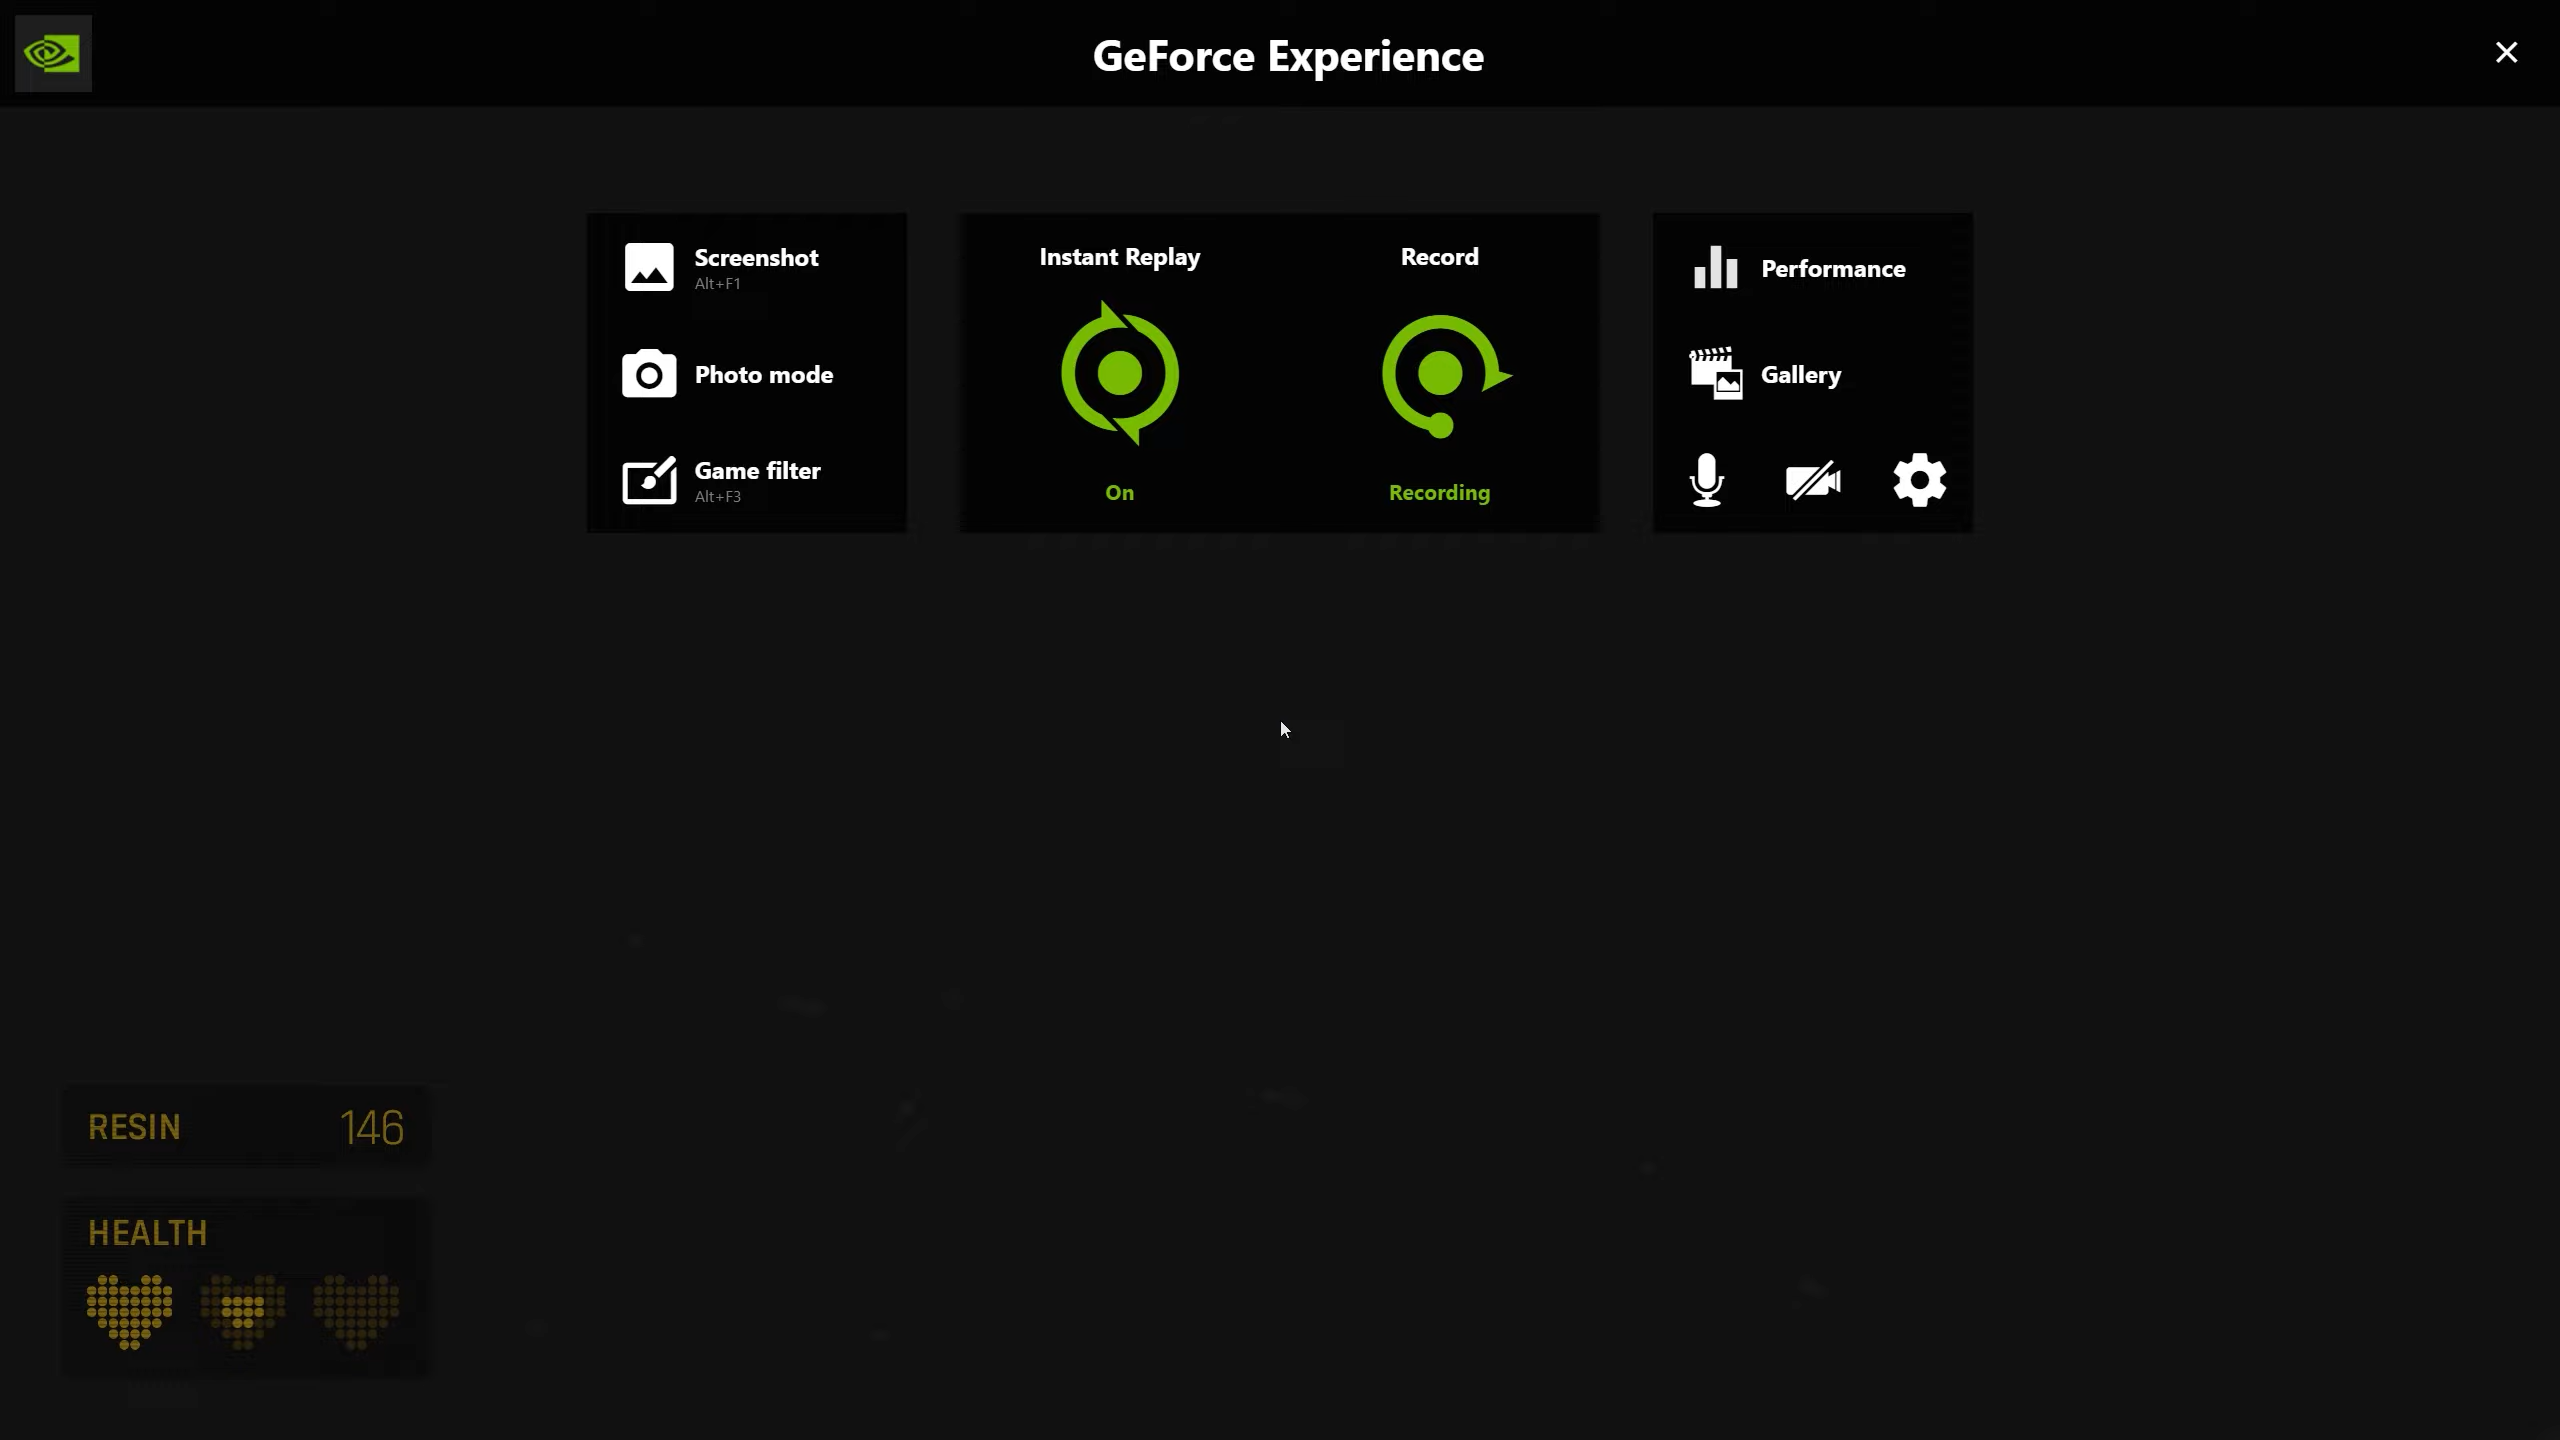 GeForce Experience
Screenshot
Alt+F1
Photo mode
Game filter
Alt+F3
Instant Replay
On
Record
Recording
Performance
Gallery
RESIN 146
HEALTH